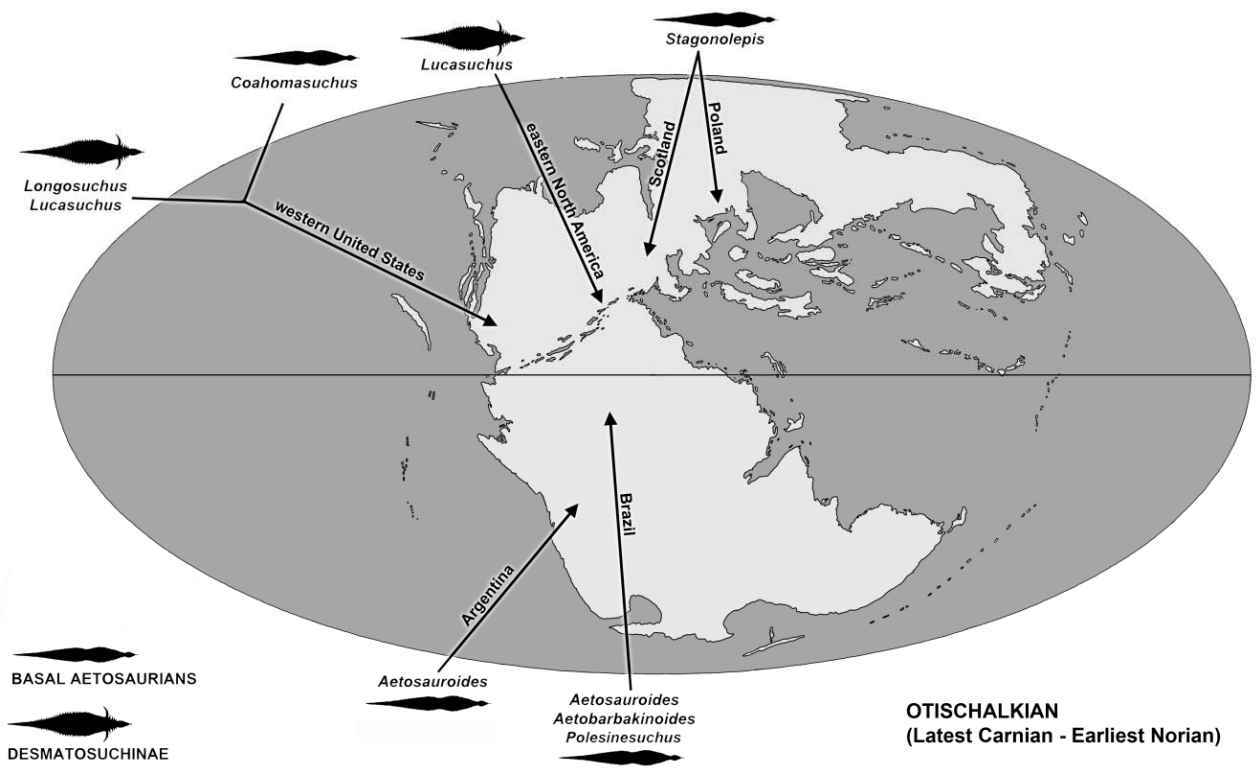 Stagonolepis
Lucasuchus
Coahomasuchus
Longosuchus
Lucasuchus
western United States
eastern North America
Scotland
Poland
Brazil
Argentina
Aetosauroides
Aetosauroides
Aetobarbakinoides
Polesinesuchus
BASAL AETOSAURIANS
DESMATOSUCHINAE
OTISCHALKIAN
(Latest Carnian - Earliest Norian)